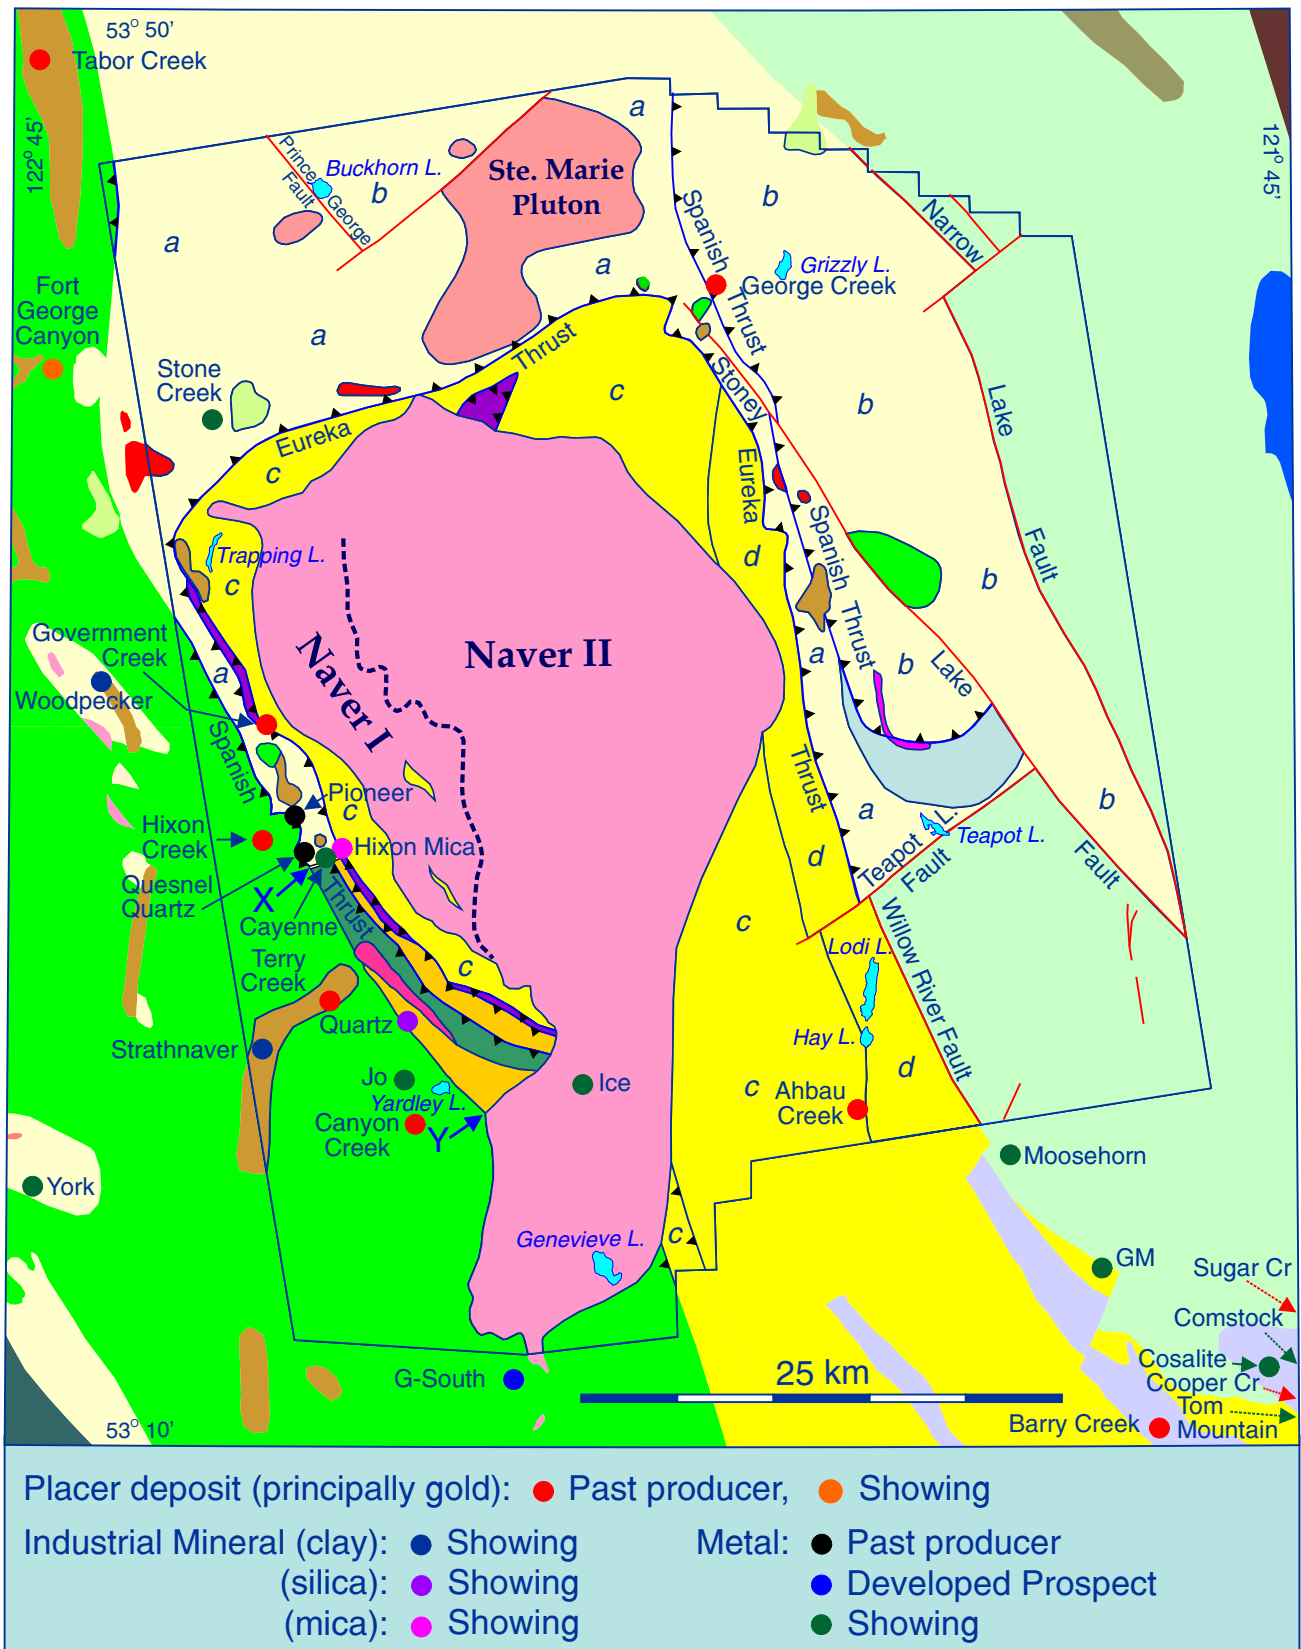 53° 50'
Tabor Creek
122° 45'
121° 45'
a
Prince George
Fault
Buckhorn L.
b
Ste. Marie
Pluton
a
a
a
Spanish
Thrust
b
Narrow
Grizzly L.
George Creek
Fort
George
Canyon
a
Stone
Creek
Thrust
Stoney
c
b
Lake
Eureka
c
Eureka
Spanish
Thrust
Fault
Trapping L.
c
d
b
Government
Creek
Woodpecker
a
Naver I
Naver II
a
b
Lake
Spanish
Thrust
Pioneer
c
a
b
Hixon
Creek
Hixon Mica
Teapot L.
Fault
Teapot L.
Fault
d
Quesnel
Quartz
X
Cayenne
Thrust
c
Willow River Fault
Terry
Creek
c
Lodi L.
Quartz
Strathnaver
Hay L.
Jo
Yardley L.
Ice
c
d
Ahbau
Creek
Canyon
Creek
Y
Moosehorn
York
Genevieve L.
c
GM
Sugar Cr
Comstock
Cosalite
Cooper Cr
Tom
Mountain
G-South
25 km
Barry Creek
53° 10'
Placer deposit (principally gold): Past producer, Showing
Industrial Mineral (clay): Showing Metal: Past producer
(silica): Showing Developed Prospect
(mica): Showing Showing